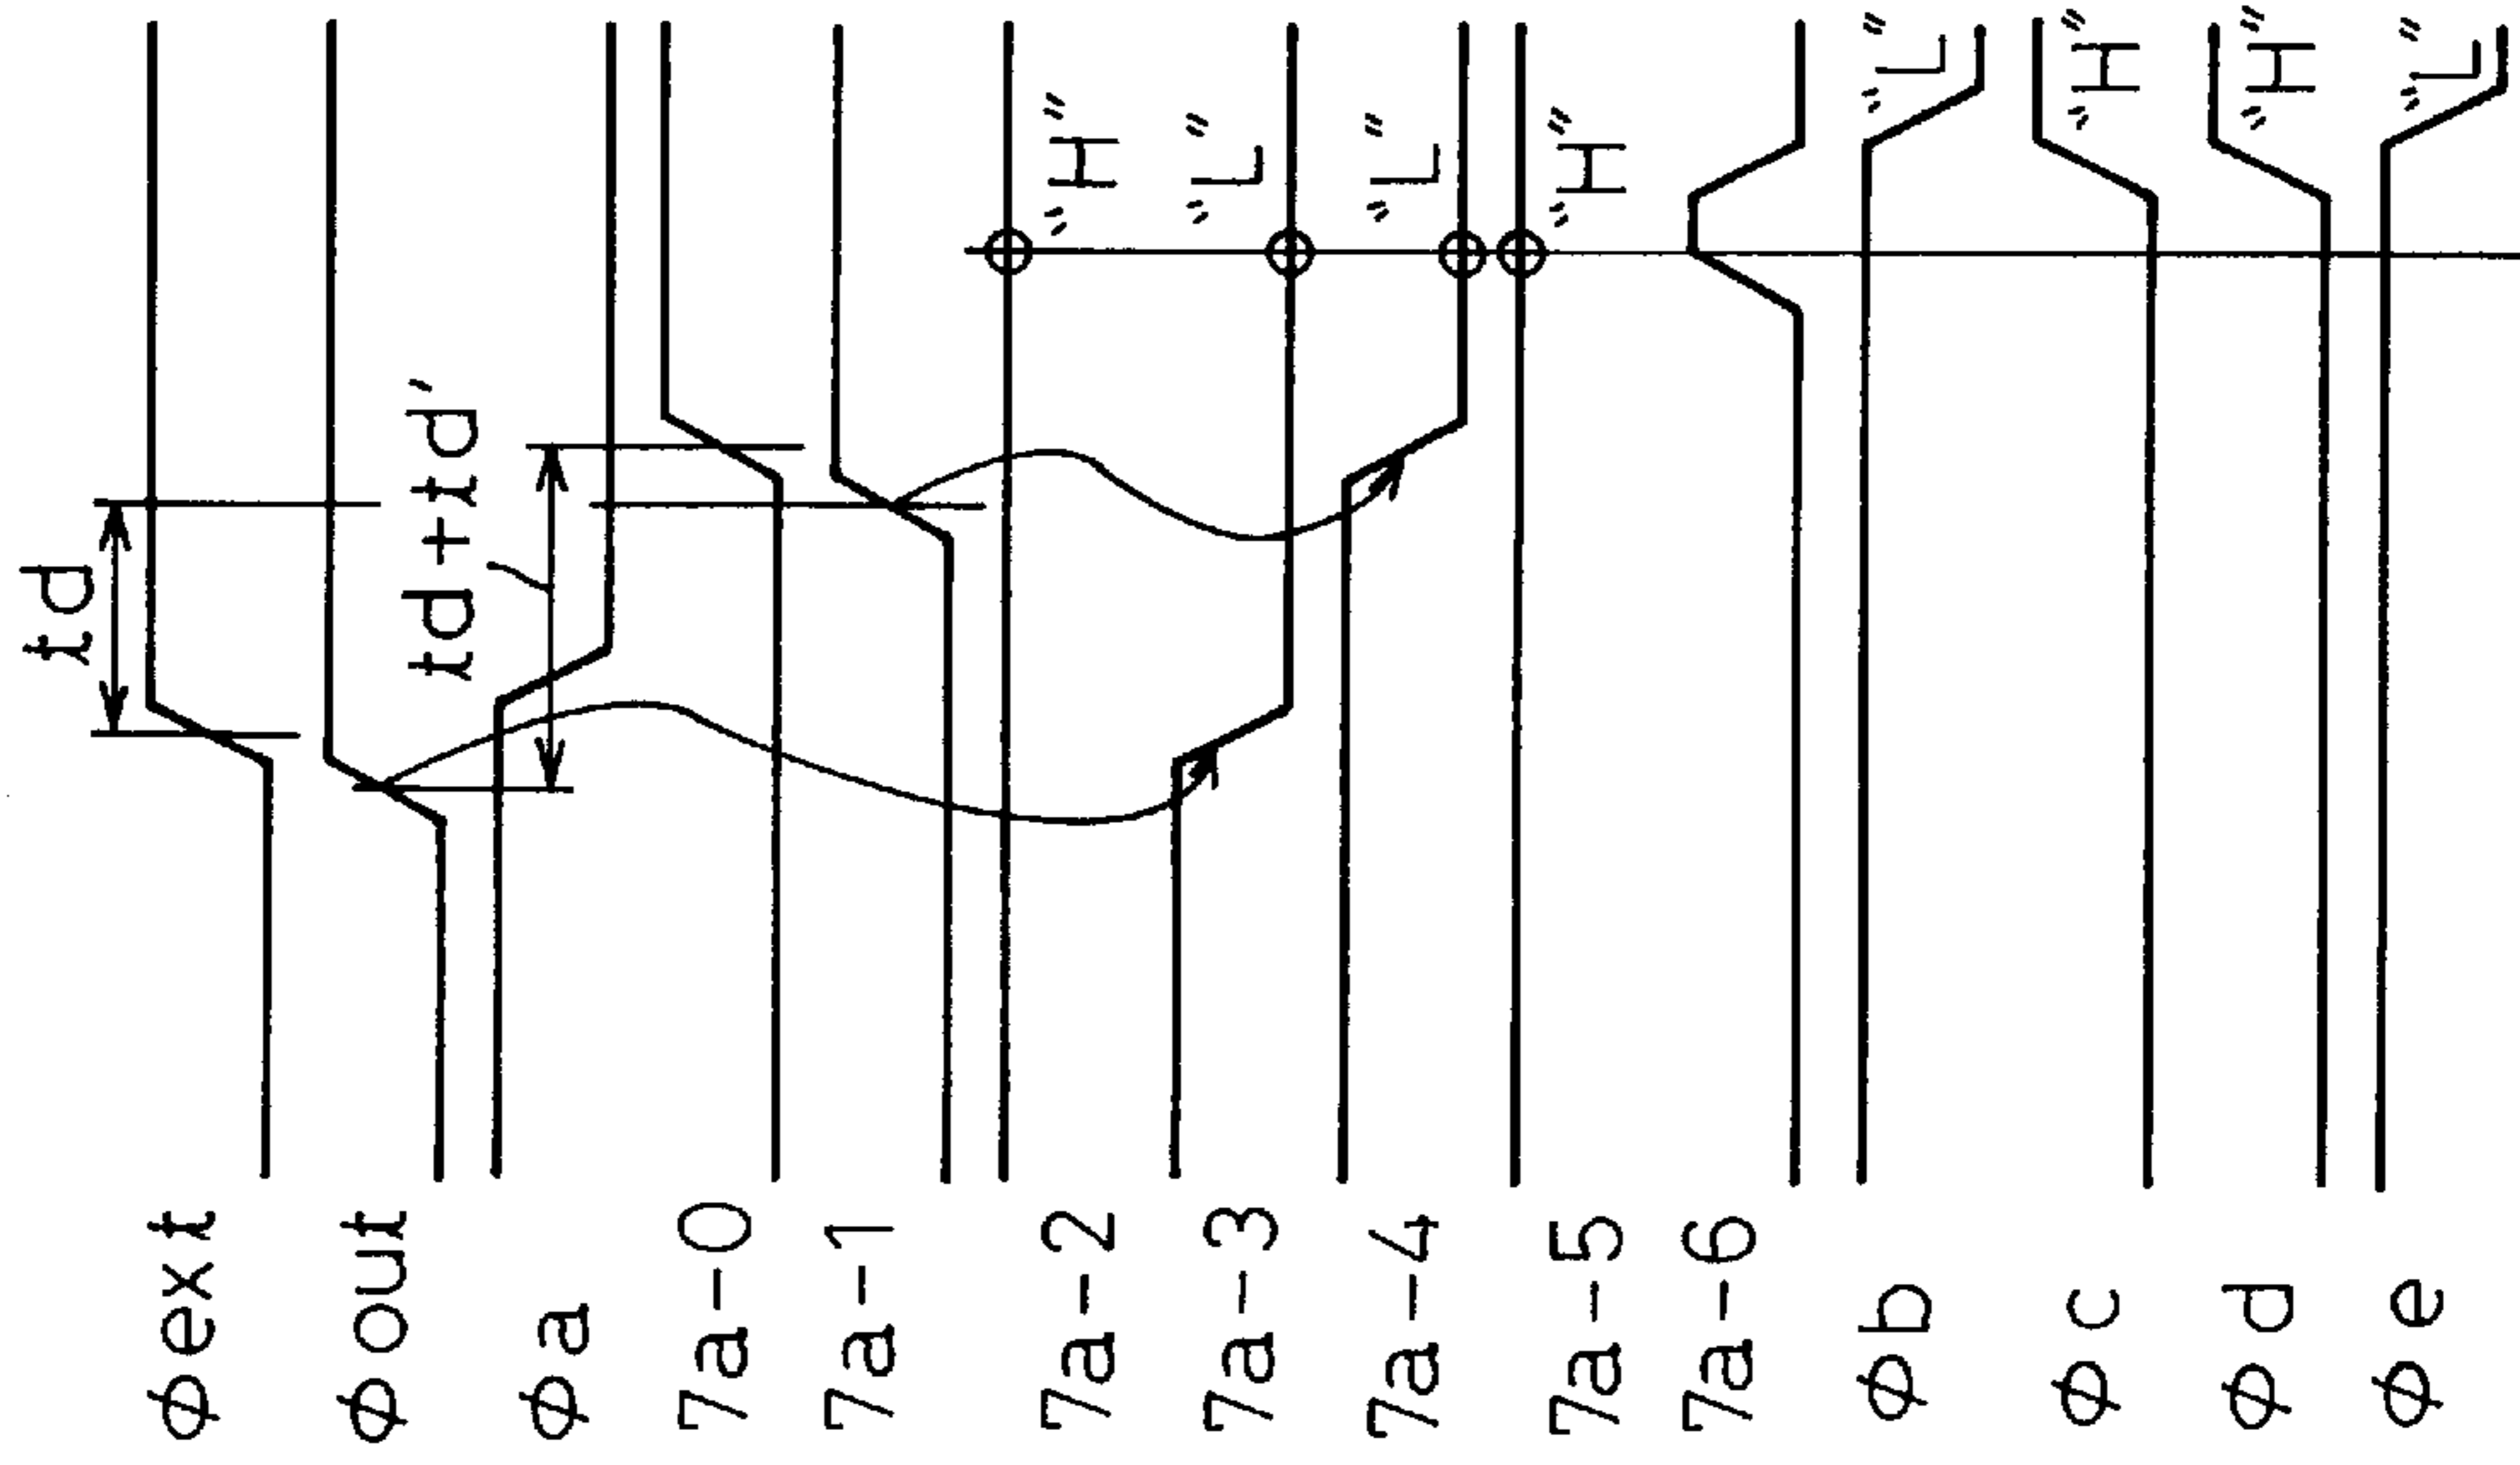 td
φext
φout
td+td'
φa
7a-0
7a-1
7a-2 "H"
7a-3 "L"
7a-4 "L"
7a-5 "H"
7a-6
φb "L"
φc "H"
φd "H"
φe "L"